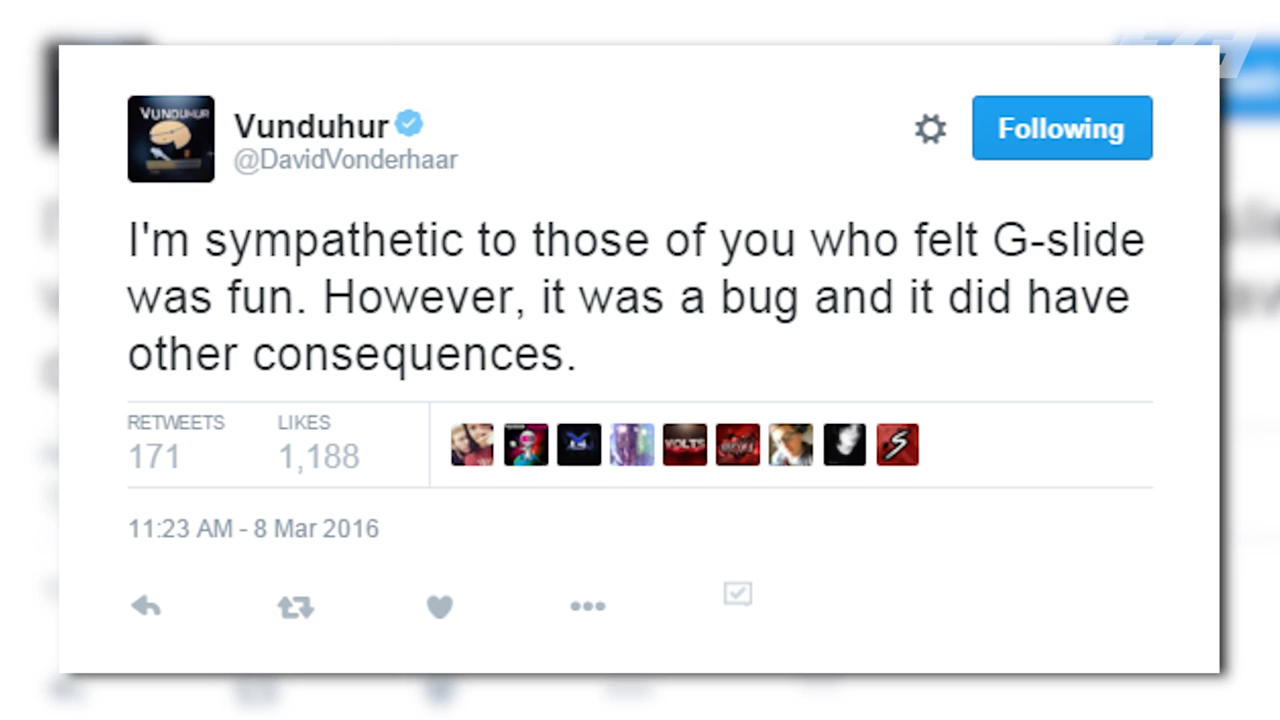 Vunduhur
@DavidVonderhaar
Following
I'm sympathetic to those of you who felt G-slide
was fun. However, it was a bug and it did have
other consequences.
RETWEETS LIKES
171 1,188
VOLTS
11:23 AM - 8 Mar 2016